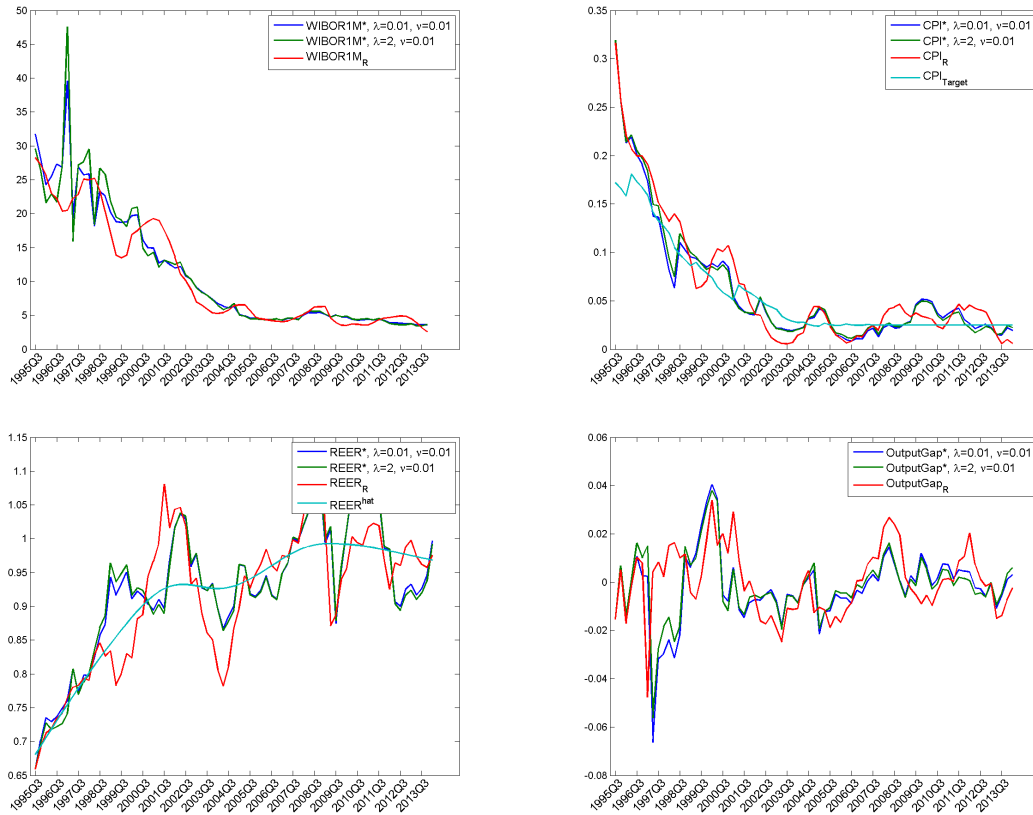 50
45
40
35
30
25
20
15
10
5
0
1995Q3 1996Q3 1997Q3 1998Q3 1999Q3 2000Q3 2001Q3 2002Q3 2003Q3 2004Q3 2005Q3 2006Q3 2007Q3 2008Q3 2009Q3 2010Q3 2011Q3 2012Q3 2013Q3
WIBOR1M*, λ=0.01, ν=0.01
WIBOR1M*, λ=2, ν=0.01
WIBOR1M_R
0.35
0.3
0.25
0.2
0.15
0.1
0.05
0
1995Q3 1996Q3 1997Q3 1998Q3 1999Q3 2000Q3 2001Q3 2002Q3 2003Q3 2004Q3 2005Q3 2006Q3 2007Q3 2008Q3 2009Q3 2010Q3 2011Q3 2012Q3 2013Q3
CPI*, λ=0.01, ν=0.01
CPI*, λ=2, ν=0.01
CPI_R
CPI_Target
1.15
1.1
1.05
1
0.95
0.9
0.85
0.8
0.75
0.7
0.65
1995Q3 1996Q3 1997Q3 1998Q3 1999Q3 2000Q3 2001Q3 2002Q3 2003Q3 2004Q3 2005Q3 2006Q3 2007Q3 2008Q3 2009Q3 2010Q3 2011Q3 2012Q3 2013Q3
REER*, λ=0.01, ν=0.01
REER*, λ=2, ν=0.01
REER_R
REER^hat
0.06
0.04
0.02
0
-0.02
-0.04
-0.06
-0.08
1995Q3 1996Q3 1997Q3 1998Q3 1999Q3 2000Q3 2001Q3 2002Q3 2003Q3 2004Q3 2005Q3 2006Q3 2007Q3 2008Q3 2009Q3 2010Q3 2011Q3 2012Q3 2013Q3
OutputGap*, λ=0.01, ν=0.01
OutputGap*, λ=2, ν=0.01
OutputGap_R